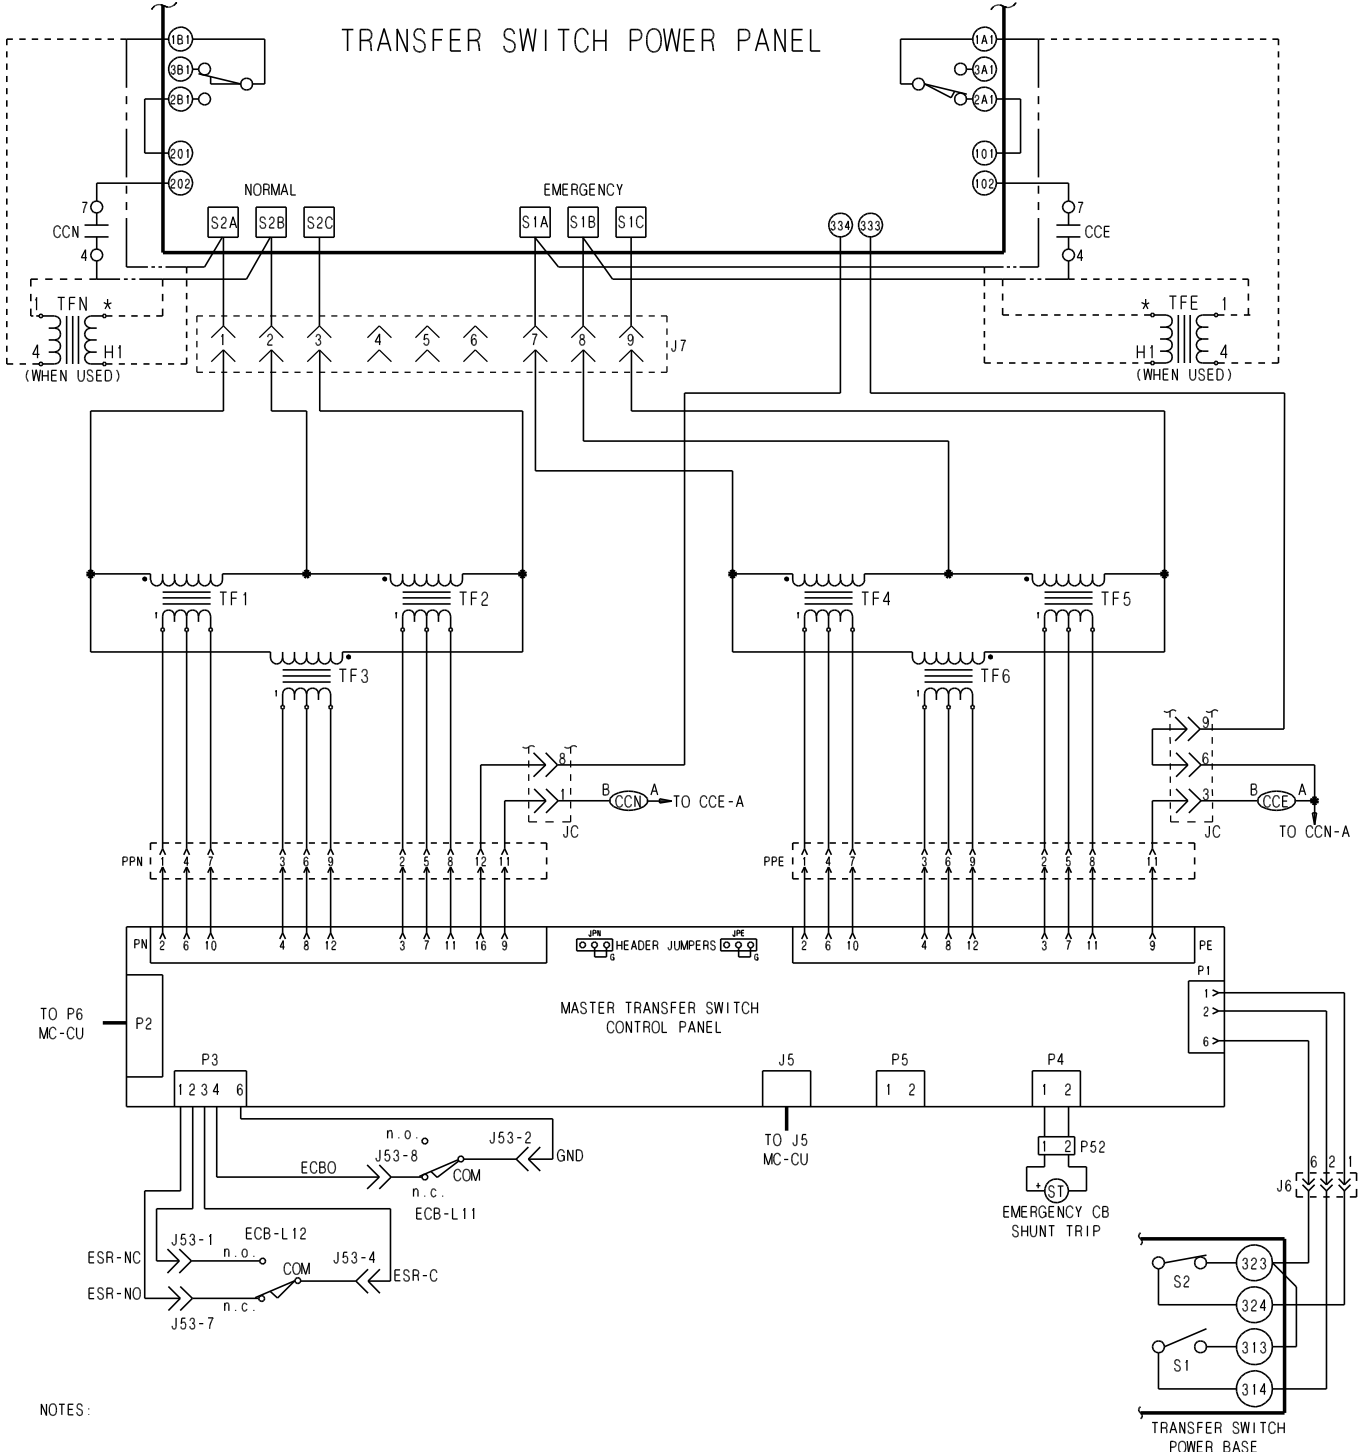 TRANSFER SWITCH POWER PANEL
1B1
3B1
2B1
201
202
1A1
3A1
2A1
101
102
NORMAL
EMERGENCY
S2A S2B S2C
S1A S1B S1C
334 333
7
CCN
4
7
CCE
4
1 TFN *
4 H1
(WHEN USED)
* TFE 1
H1 4
(WHEN USED)
1 2 3 4 5 6 7 8 9
J7
TF1
TF2
TF4
TF5
1 1 1 1
TF3
TF6
1 1
9
8
6
B CCN A
1
TO CCE-A
B CCE A
3
JC
JC
TO CCN-A
PPN
1 4 7 3 6 9 2 5 8 12 11
PPE
1 4 7 3 6 9 2 5 8 11
PN
2 6 10 4 8 12 3 7 11 16 9
JPN
G
HEADER JUMPERS
JPE
G
2 6 10 4 8 12 3 7 11 9
PE
P1
1
2
6
TO P6
MC-CU
P2
MASTER TRANSFER SWITCH
CONTROL PANEL
P3
1 2 3 4 6
J5
P5
1 2
P4
1 2
TO J5
MC-CU
1 2 P52
+ ST
EMERGENCY CB
SHUNT TRIP
n.o.
J53-2
GND
J53-8
ECBO
COM
n.c.
ECB-L11
ECB-L12
J53-1
n.o.
ESR-NC
COM
J53-4
ESR-C
ESR-NO
n.c.
J53-7
6 2 1
J6
S2
323
324
S1
313
314
TRANSFER SWITCH
POWER BASE
NOTES: